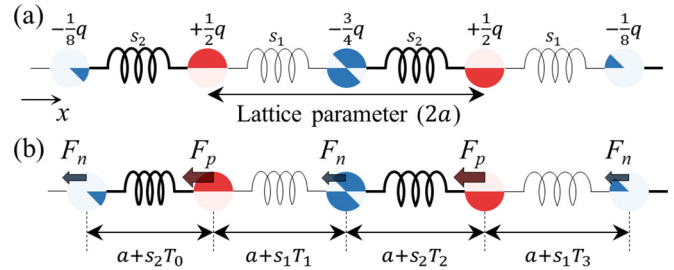 (a) −1/8q +1/2q −3/4q +1/2q −1/8q
s₂ s₁ s₂ s₁
x Lattice parameter (2a)
(b) Fₙ Fₚ Fₙ Fₚ Fₙ
a+s₂T₀ a+s₁T₁ a+s₂T₂ a+s₁T₃